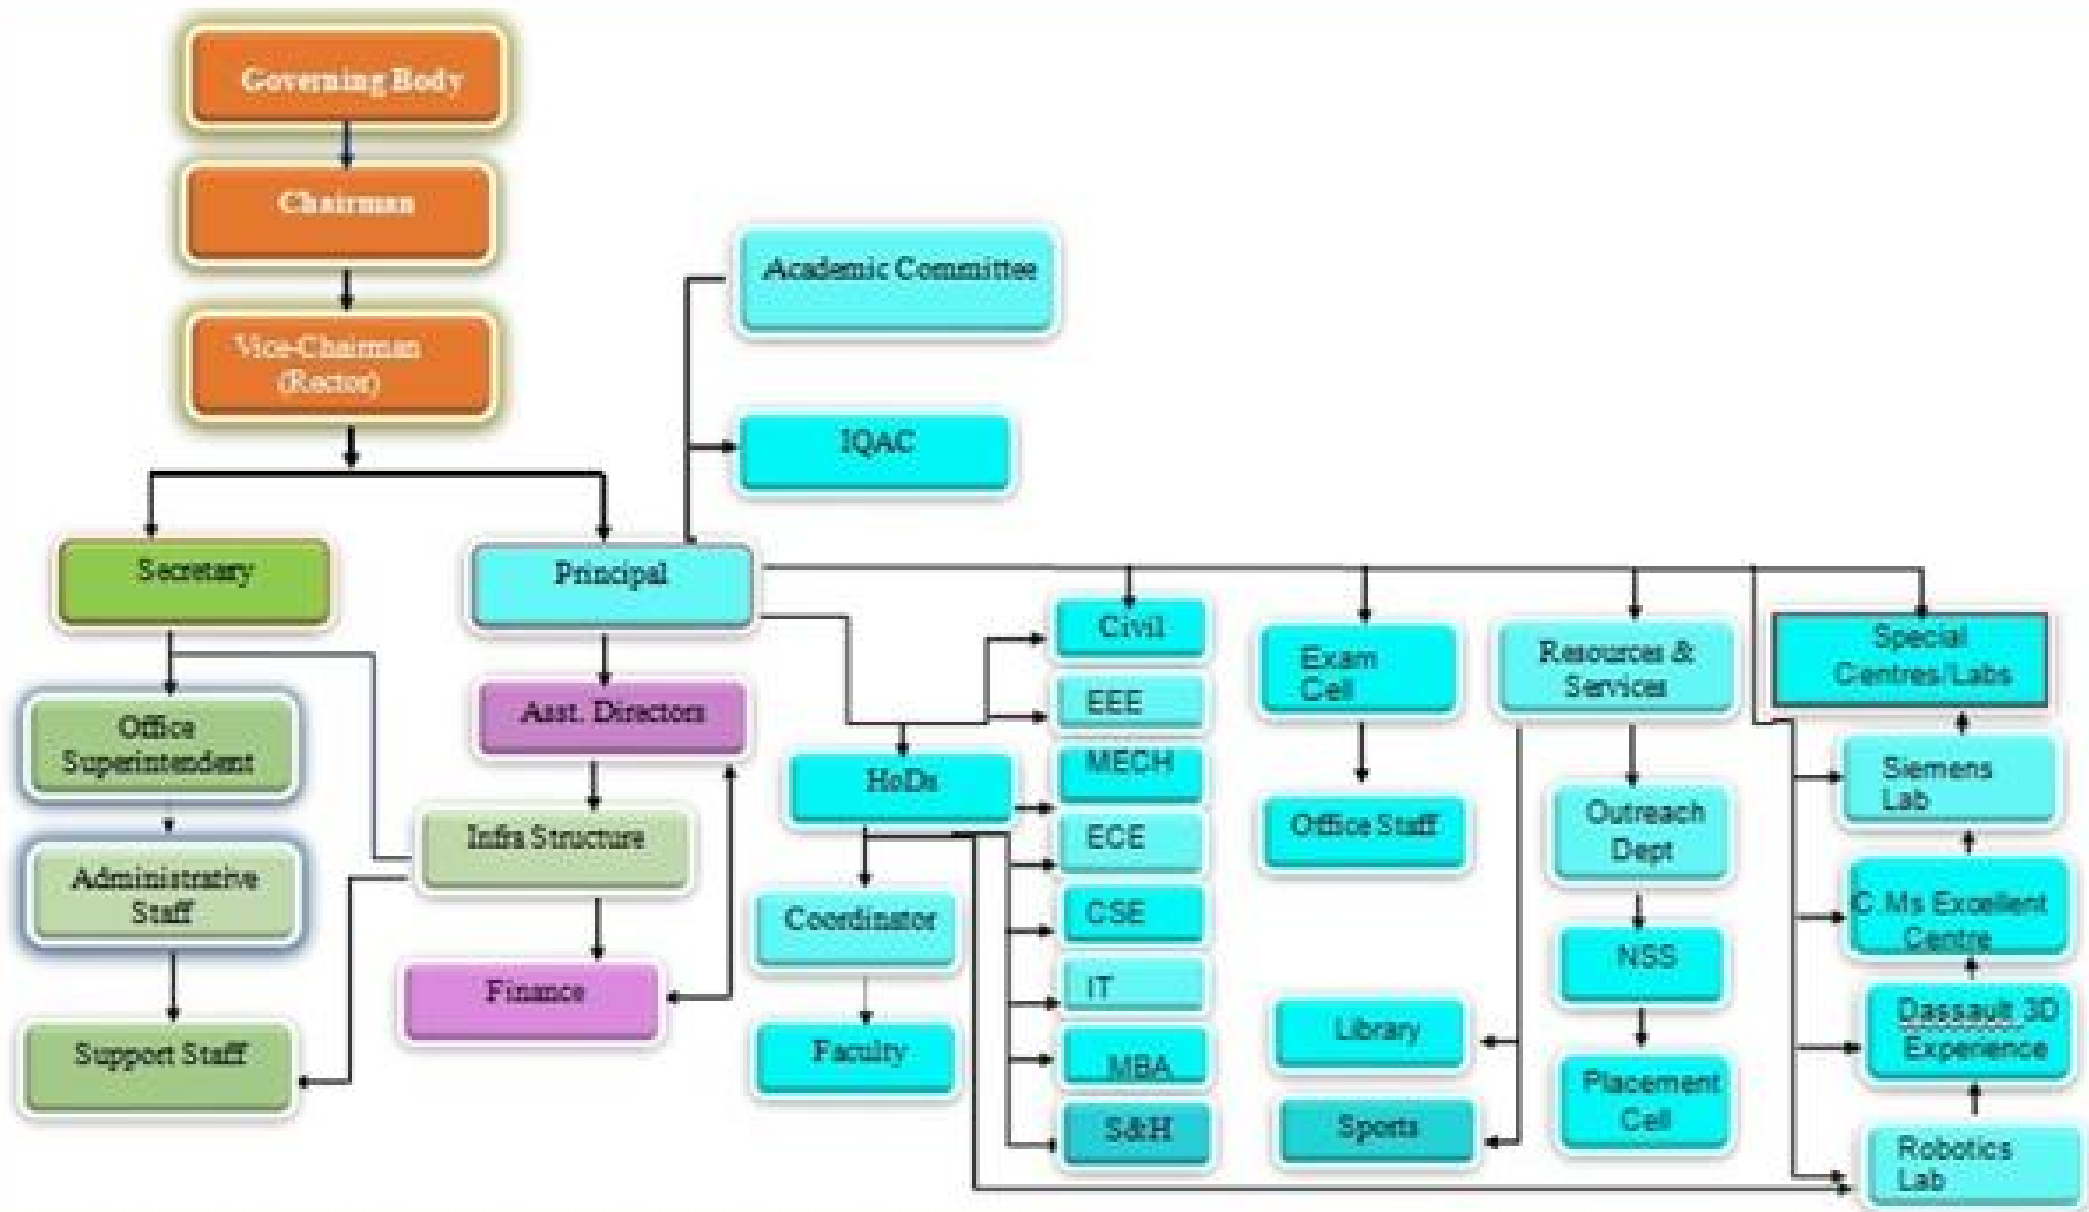 Governing Body
Chairman
Vice-Chairman
(Rector)
Academic Committee
IQAC
Secretary
Principal
Office
Superintendent
Administrative
Staff
Support Staff
Asst. Directors
Infra Structure
Finance
HoDs
Coordinator
Faculty
Civil
EEE
MECH
ECE
CSE
IT
MBA
S&H
Exam
Cell
Office Staff
Library
Sports
Resources &
Services
Outreach
Dept
NSS
Placement
Cell
Special
Centres/Labs
Siemens
Lab
C.Ms Excellent
Centre
Dassault 3D
Experience
Robotics
Lab